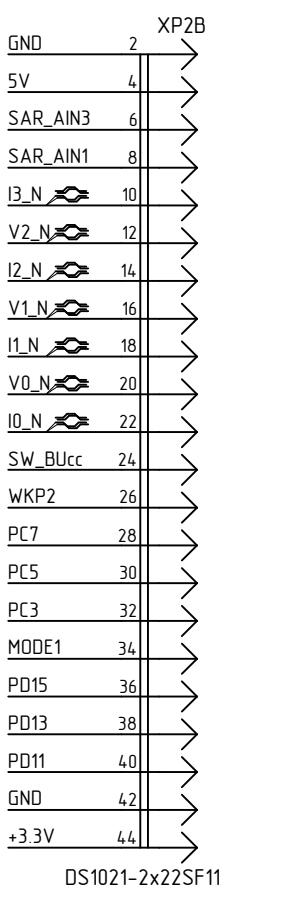 XP2B
GND 2
5V 4
SAR_AIN3 6
SAR_AIN1 8
I3_N 10
V2_N 12
I2_N 14
V1_N 16
I1_N 18
V0_N 20
I0_N 22
SW_BUcc 24
WKP2 26
PC7 28
PC5 30
PC3 32
MODE1 34
PD15 36
PD13 38
PD11 40
GND 42
+3.3V 44
DS1021-2x22SF11